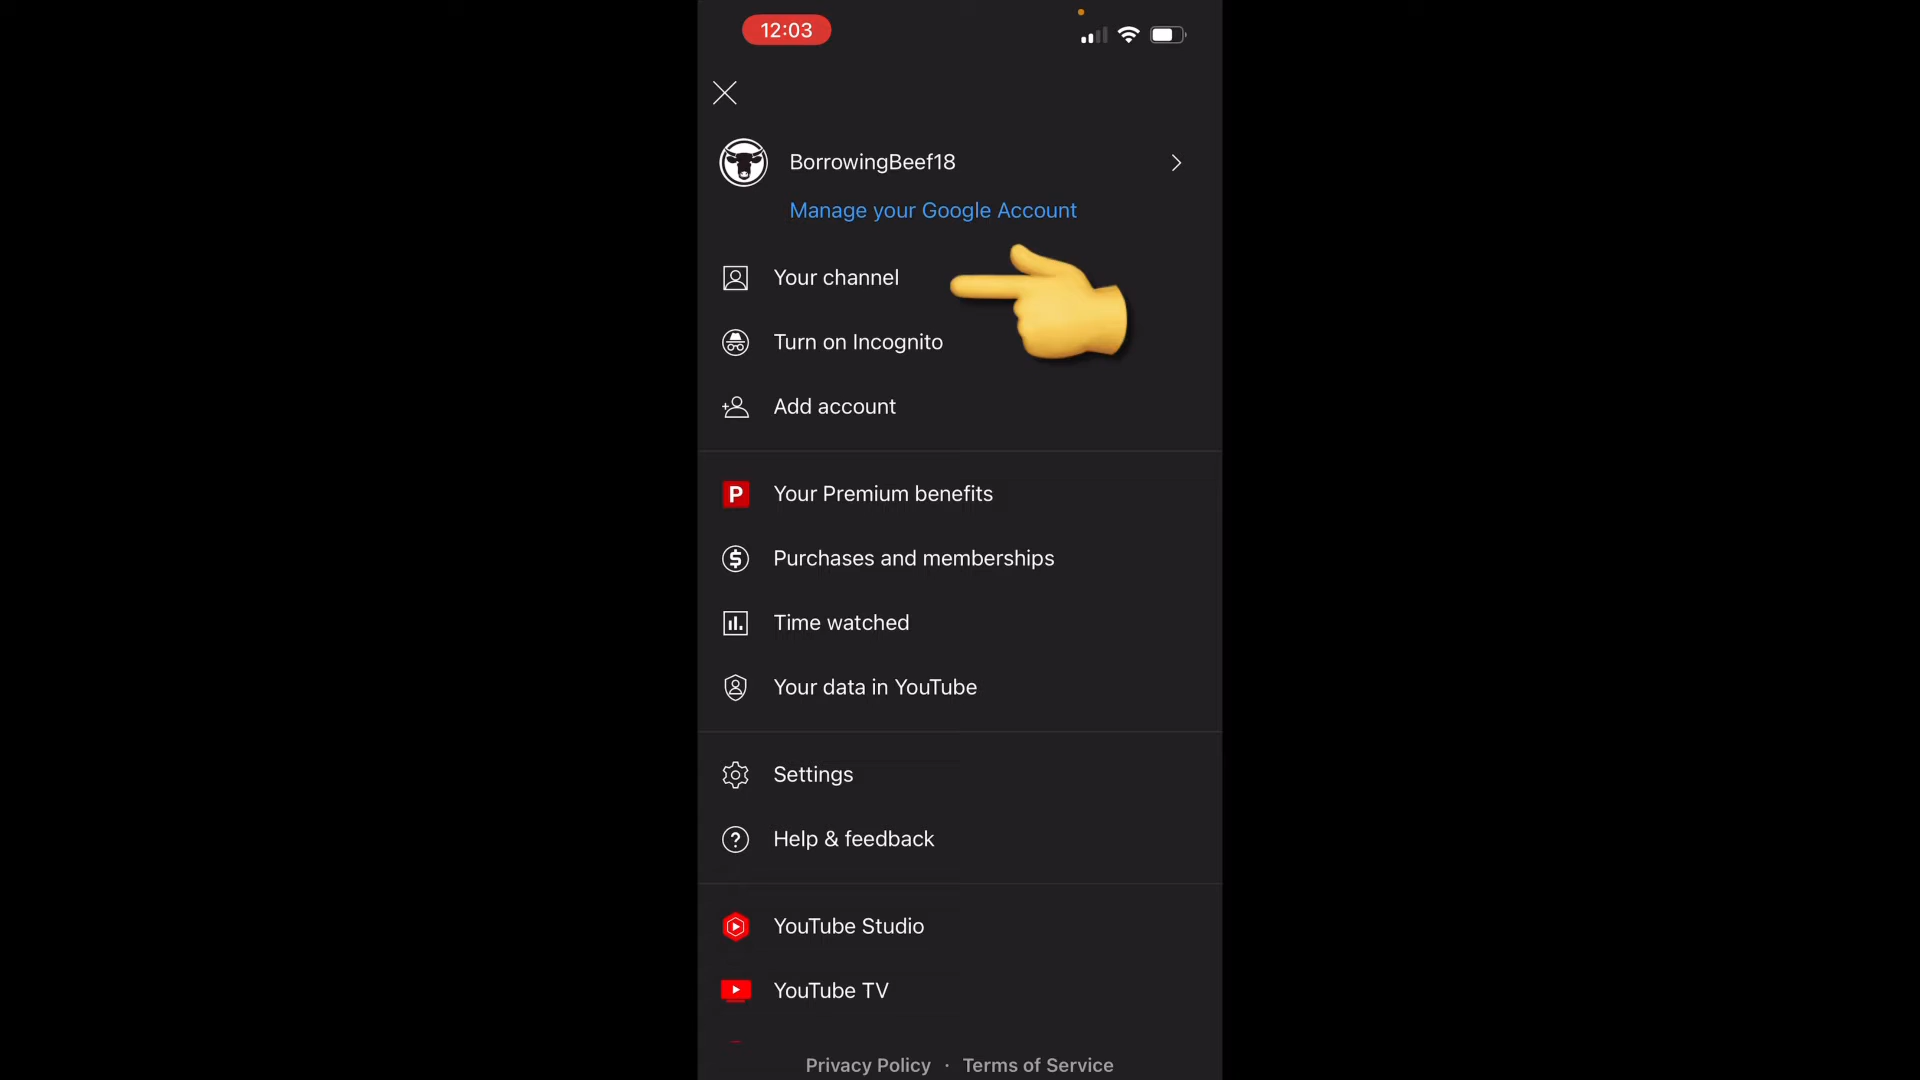 12:03
BorrowingBeef18
Manage your Google Account
Your channel
Turn on Incognito
Add account
P Your Premium benefits
$ Purchases and memberships
Time watched
Your data in YouTube
Settings
? Help & feedback
YouTube Studio
YouTube TV
Privacy Policy · Terms of Service